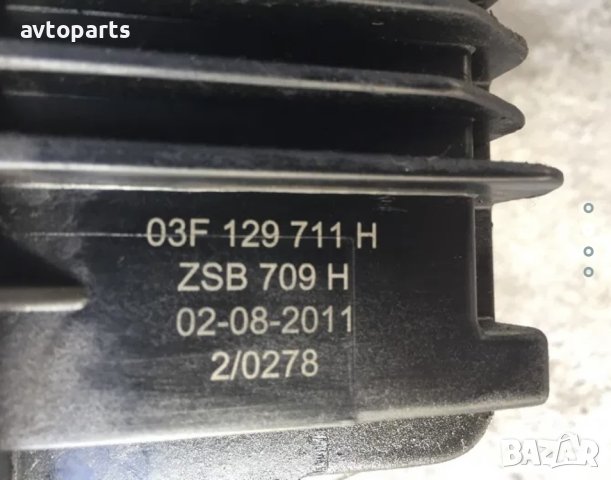 avtoparts
03F 129 711 H
ZSB 709 H
02-08-2011
2/0278
BAZAR